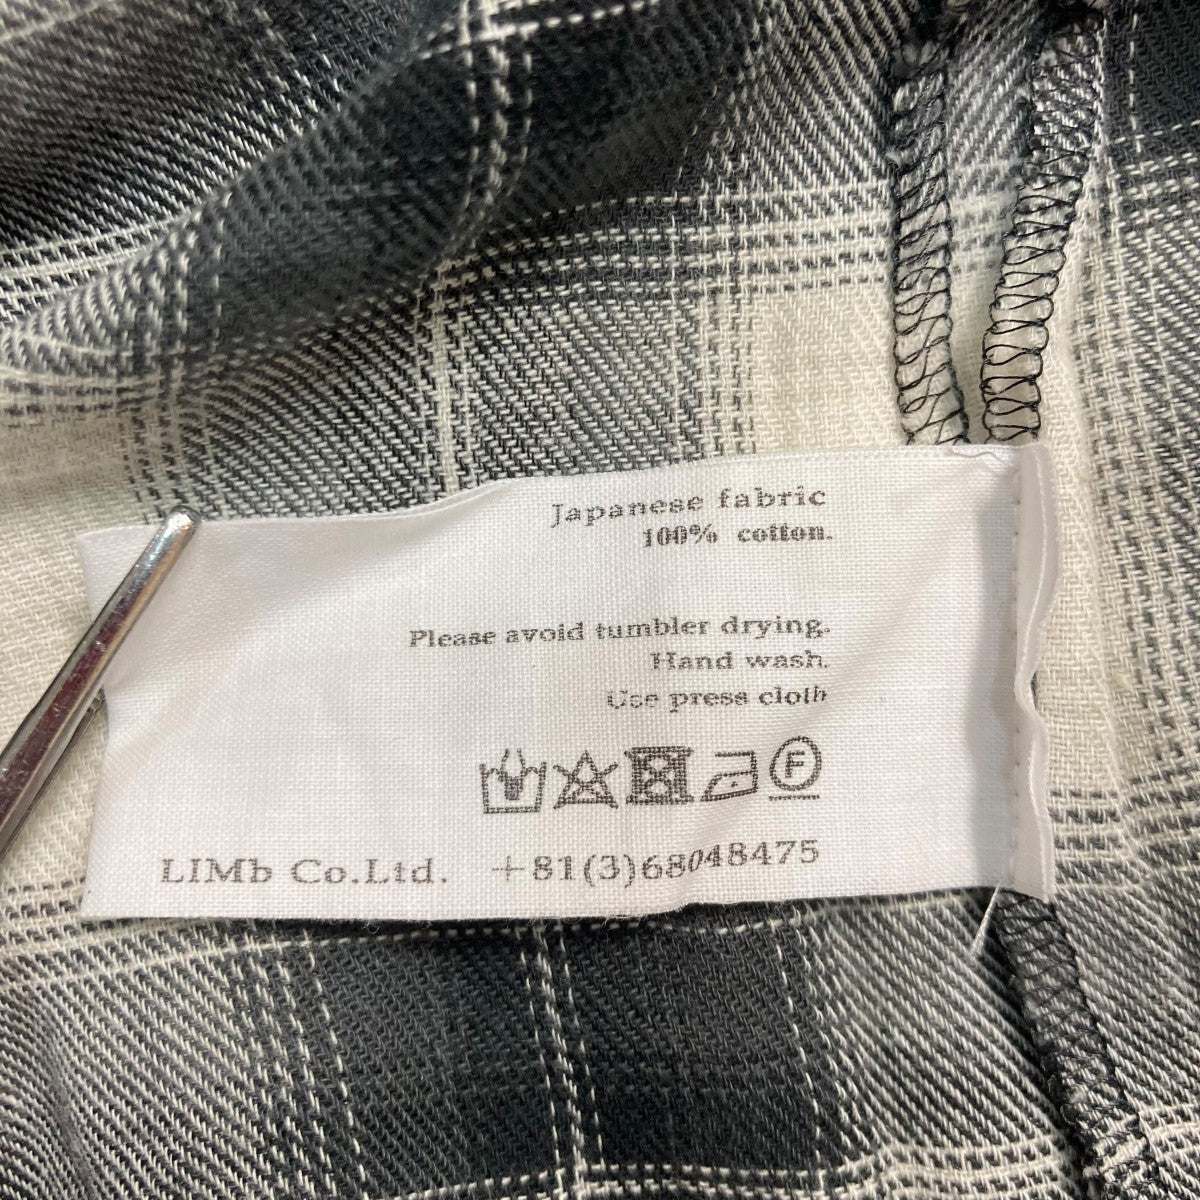 Japanese fabric
100% cotton.
Please avoid tumbler drying.
Hand wash.
Use press cloth
F
LIMb Co.Ltd. +81(3)68048475